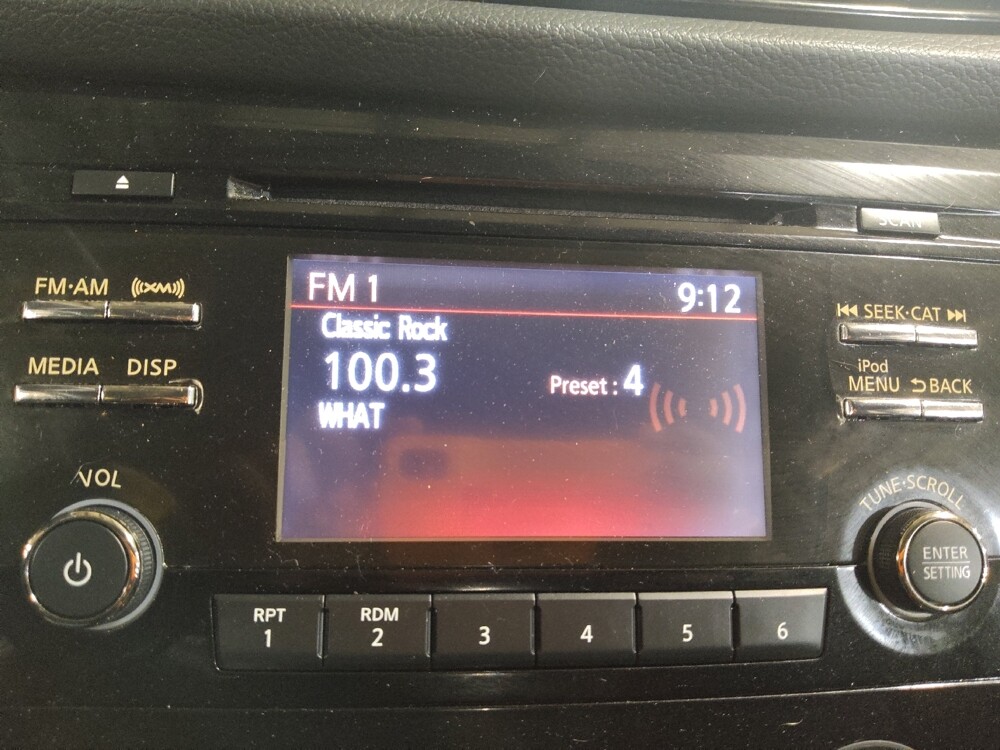 SCAN
FM·AM XM
MEDIA DISP
VOL
FM 1 9:12
Classic Rock
100.3 Preset : 4
WHAT
SEEK·CAT
iPod
MENU BACK
TUNE·SCROLL
ENTER
SETTING
RPT RDM
1 2 3 4 5 6